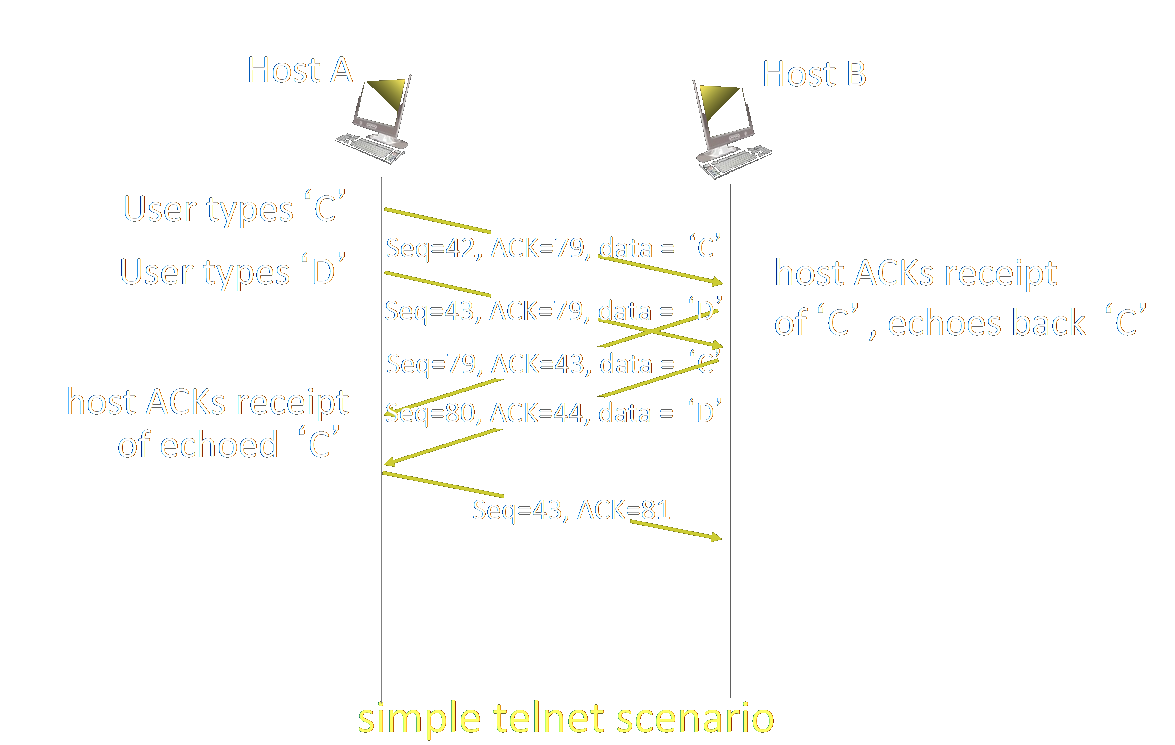 Host A
Host B
User types ‘C’
Seq=42, ACK=79, data = ‘C’
User types ‘D’
host ACKs receipt
of ‘C’ , echoes back ‘C’
Seq=43, ACK=79, data = ‘D’
Seq=79, ACK=43, data = ‘C’
host ACKs receipt
of echoed ‘C’
Seq=80, ACK=44, data = ‘D’
Seq=43, ACK=81
simple telnet scenario